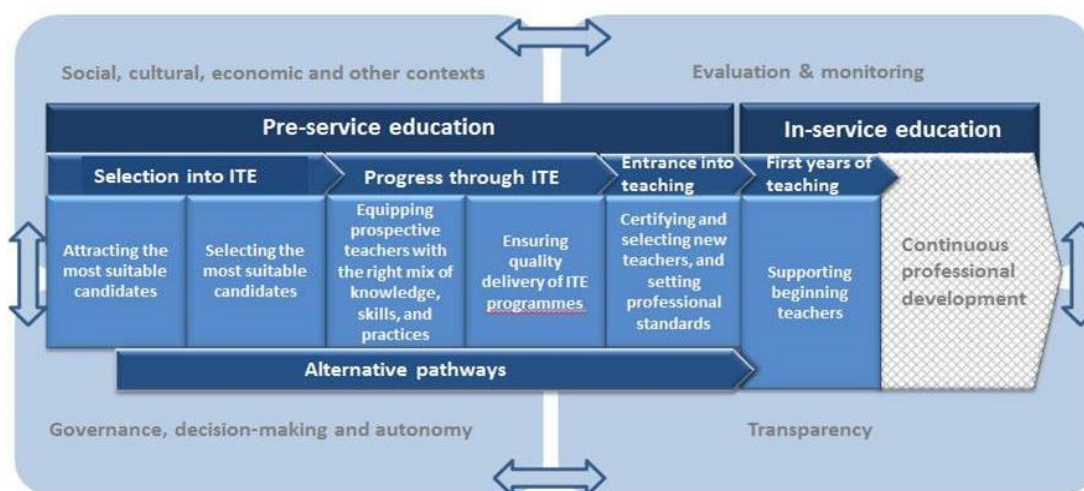 Social, cultural, economic and other contexts
Evaluation & monitoring
Pre-service education
In-service education
Selection into ITE
Progress through ITE
Entrance into
teaching
First years of
teaching
Attracting the
most suitable
candidates
Selecting the
most suitable
candidates
Equipping
prospective
teachers with
the right mix of
knowledge,
skills, and
practices
Ensuring
quality
delivery of ITE
programmes
Certifying and
selecting new
teachers, and
setting
professional
standards
Supporting
beginning
teachers
Continuous
professional
development
Alternative pathways
Governance, decision-making and autonomy
Transparency